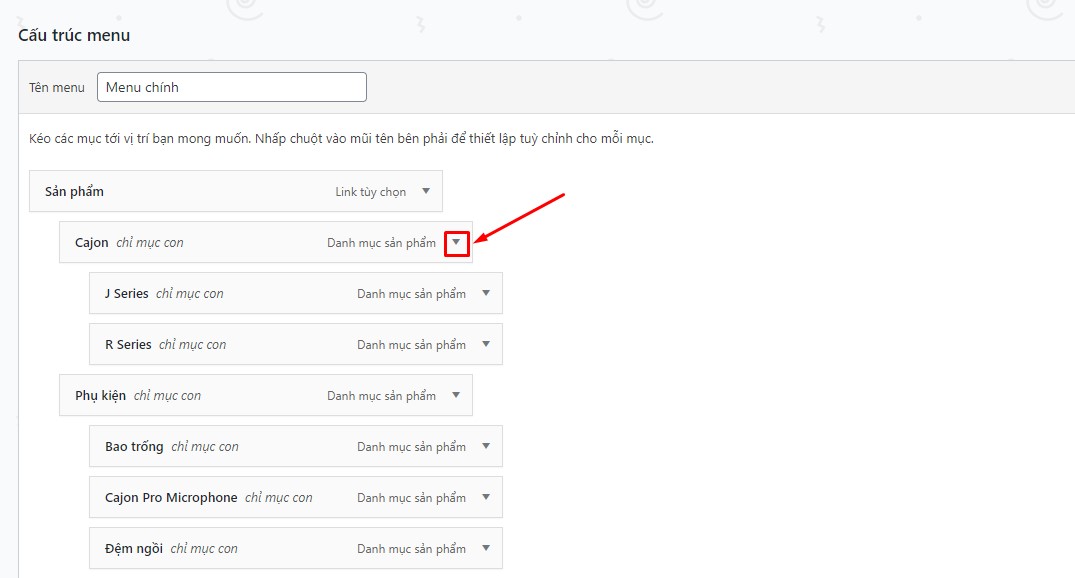 Cấu trúc menu
Tên menu Menu chính
Kéo các mục tới vị trí bạn mong muốn. Nhấp chuột vào mũi tên bên phải để thiết lập tuỳ chỉnh cho mỗi mục.
Sản phẩm Link tùy chọn
Cajon chỉ mục con Danh mục sản phẩm
J Series chỉ mục con Danh mục sản phẩm
R Series chỉ mục con Danh mục sản phẩm
Phụ kiện chỉ mục con Danh mục sản phẩm
Bao trống chỉ mục con Danh mục sản phẩm
Cajon Pro Microphone chỉ mục con Danh mục sản phẩm
Đệm ngồi chỉ mục con Danh mục sản phẩm